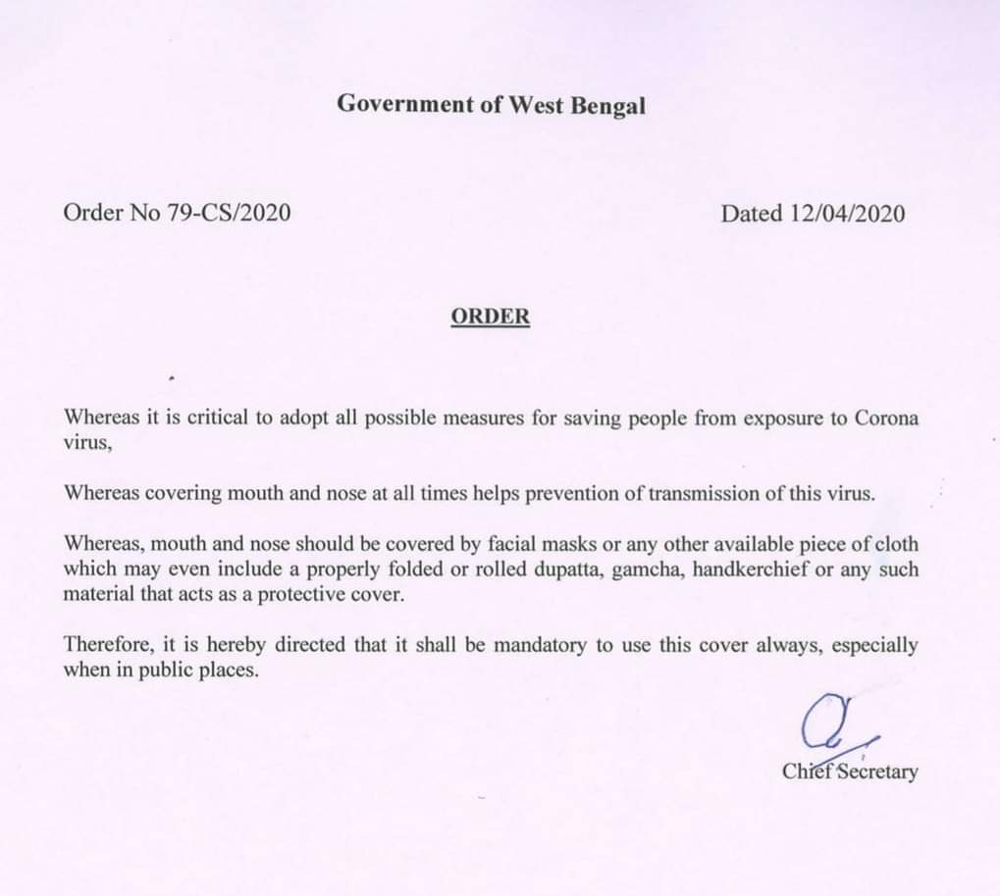 Government of West Bengal
Order No 79-CS/2020 Dated 12/04/2020
ORDER
Whereas it is critical to adopt all possible measures for saving people from exposure to Corona
virus,
Whereas covering mouth and nose at all times helps prevention of transmission of this virus.
Whereas, mouth and nose should be covered by facial masks or any other available piece of cloth
which may even include a properly folded or rolled dupatta, gamcha, handkerchief or any such
material that acts as a protective cover.
Therefore, it is hereby directed that it shall be mandatory to use this cover always, especially
when in public places.
Chief Secretary